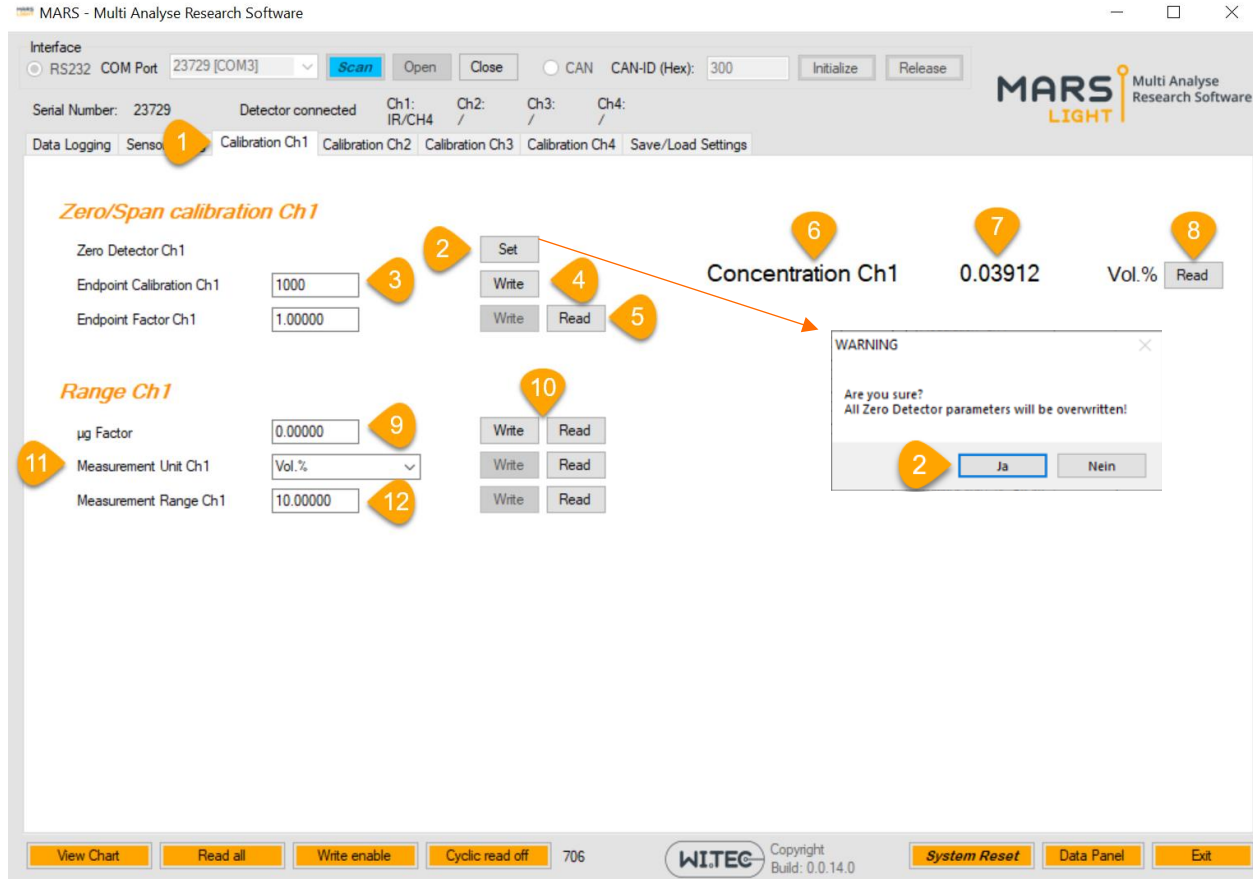 MARS - Multi Analyse Research Software
Interface
RS232 COM Port 23729 [COM3] Scan Open Close CAN CAN-ID (Hex): 300 Initialize Release
MARS LIGHT Multi Analyse Research Software
Serial Number: 23729 Detector connected Ch1: IR/CH4 Ch2: / Ch3: / Ch4: /
Data Logging 1 Calibration Ch1 Calibration Ch2 Calibration Ch3 Calibration Ch4 Save/Load Settings
Zero/Span calibration Ch1
Zero Detector Ch1 2 Set
Endpoint Calibration Ch1 1000 3 Write 4
Endpoint Factor Ch1 1.00000 Write Read 5
6 7 8
Concentration Ch1 0.03912 Vol.% Read
WARNING
Are you sure?
All Zero Detector parameters will be overwritten!
2 Ja Nein
Range Ch1
10
µg Factor 0.00000 9 Write Read
11 Measurement Unit Ch1 Vol.% Write Read
Measurement Range Ch1 10.00000 12 Write Read
View Chart Read all Write enable Cyclic read off 706 WI.TEC Copyright Build: 0.0.14.0 System Reset Data Panel Exit